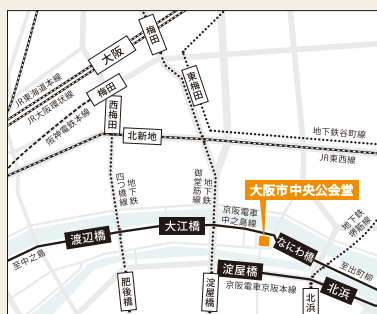 梅田
大阪
JR東海道本線
JR大阪環状線
阪神電鉄本線
梅田
東梅田
西梅田
北新地
地下鉄谷町線
JR東西線
地下鉄
四つ橋線
地下鉄
御堂筋線
大阪市中央公会堂
京阪電車
中之島線
地下鉄
堺筋線
渡辺橋
大江橋
なにわ橋
至中之島
至出町柳
淀屋橋
京阪電車京阪本線
北浜
肥後橋
淀屋橋
北浜